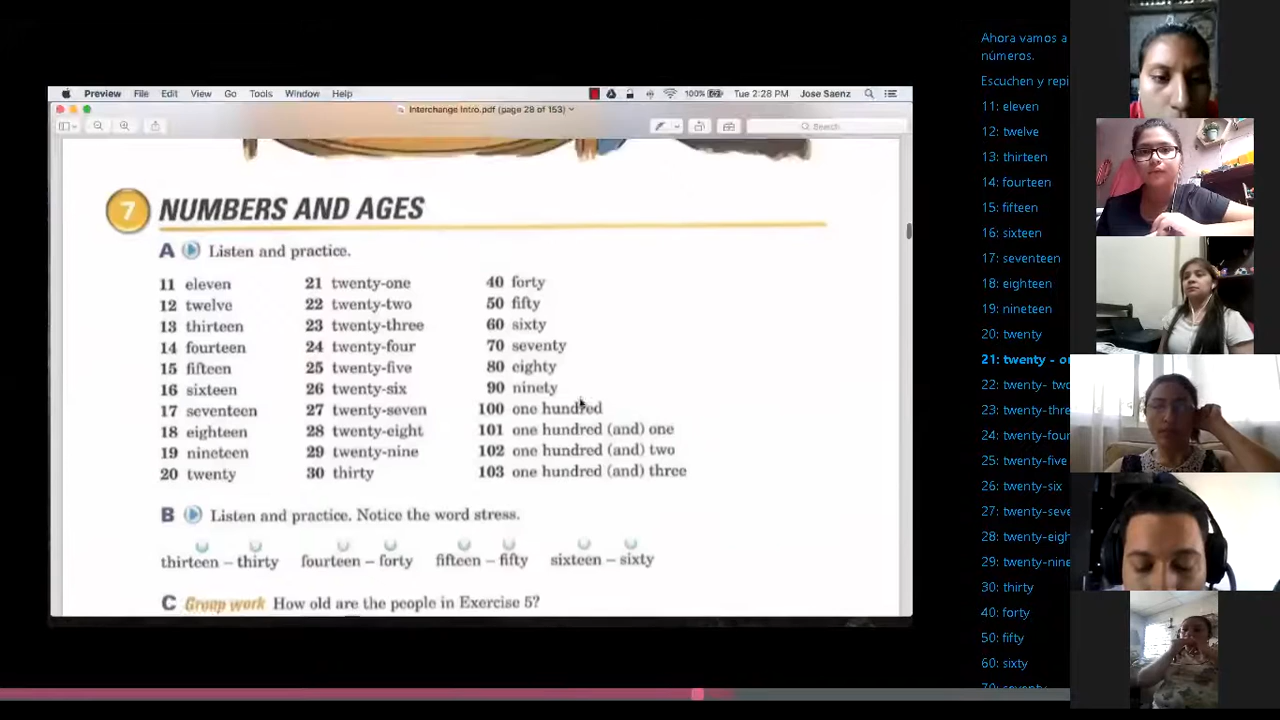 Preview File Edit View Go Tools Window Help 100% Tue 2:28 PM Jose Saenz
Interchange Intro.pdf (page 28 of 153)
Search
7 NUMBERS AND AGES
A Listen and practice.
11 eleven 21 twenty-one 40 forty
12 twelve 22 twenty-two 50 fifty
13 thirteen 23 twenty-three 60 sixty
14 fourteen 24 twenty-four 70 seventy
15 fifteen 25 twenty-five 80 eighty
16 sixteen 26 twenty-six 90 ninety
17 seventeen 27 twenty-seven 100 one hundred
18 eighteen 28 twenty-eight 101 one hundred (and) one
19 nineteen 29 twenty-nine 102 one hundred (and) two
20 twenty 30 thirty 103 one hundred (and) three
B Listen and practice. Notice the word stress.
thirteen – thirty fourteen – forty fifteen – fifty sixteen – sixty
C Group work How old are the people in Exercise 5?
Ahora vamos a
números.
Escuchen y repi
11: eleven
12: twelve
13: thirteen
14: fourteen
15: fifteen
16: sixteen
17: seventeen
18: eighteen
19: nineteen
20: twenty
21: twenty - o
22: twenty- two
23: twenty-thre
24: twenty-four
25: twenty-five
26: twenty-six
27: twenty-seve
28: twenty-eigh
29: twenty-nine
30: thirty
40: forty
50: fifty
60: sixty
70: seventy